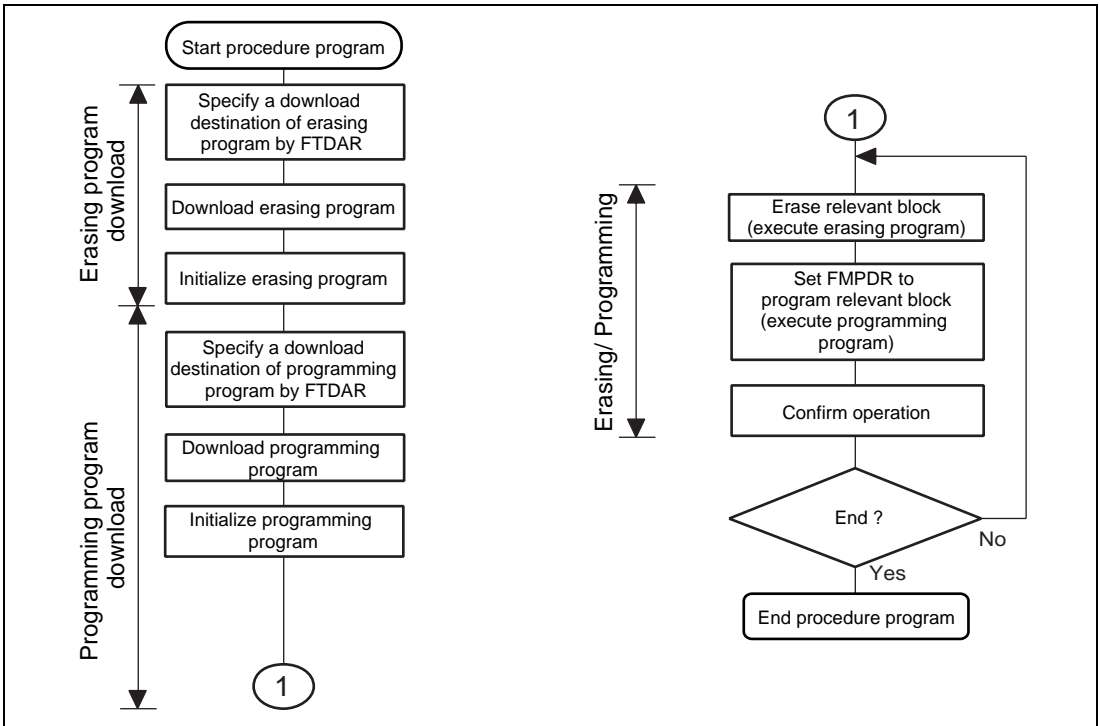 Start procedure program
Erasing program
download
Specify a download
destination of erasing
program by FTDAR
Download erasing program
Initialize erasing program
Programming program
download
Specify a download
destination of programming
program by FTDAR
Download programming
program
Initialize programming
program
1
1
Erasing/ Programming
Erase relevant block
(execute erasing program)
Set FMPDR to
program relevant block
(execute programming
program)
Confirm operation
End ?
No
Yes
End procedure program